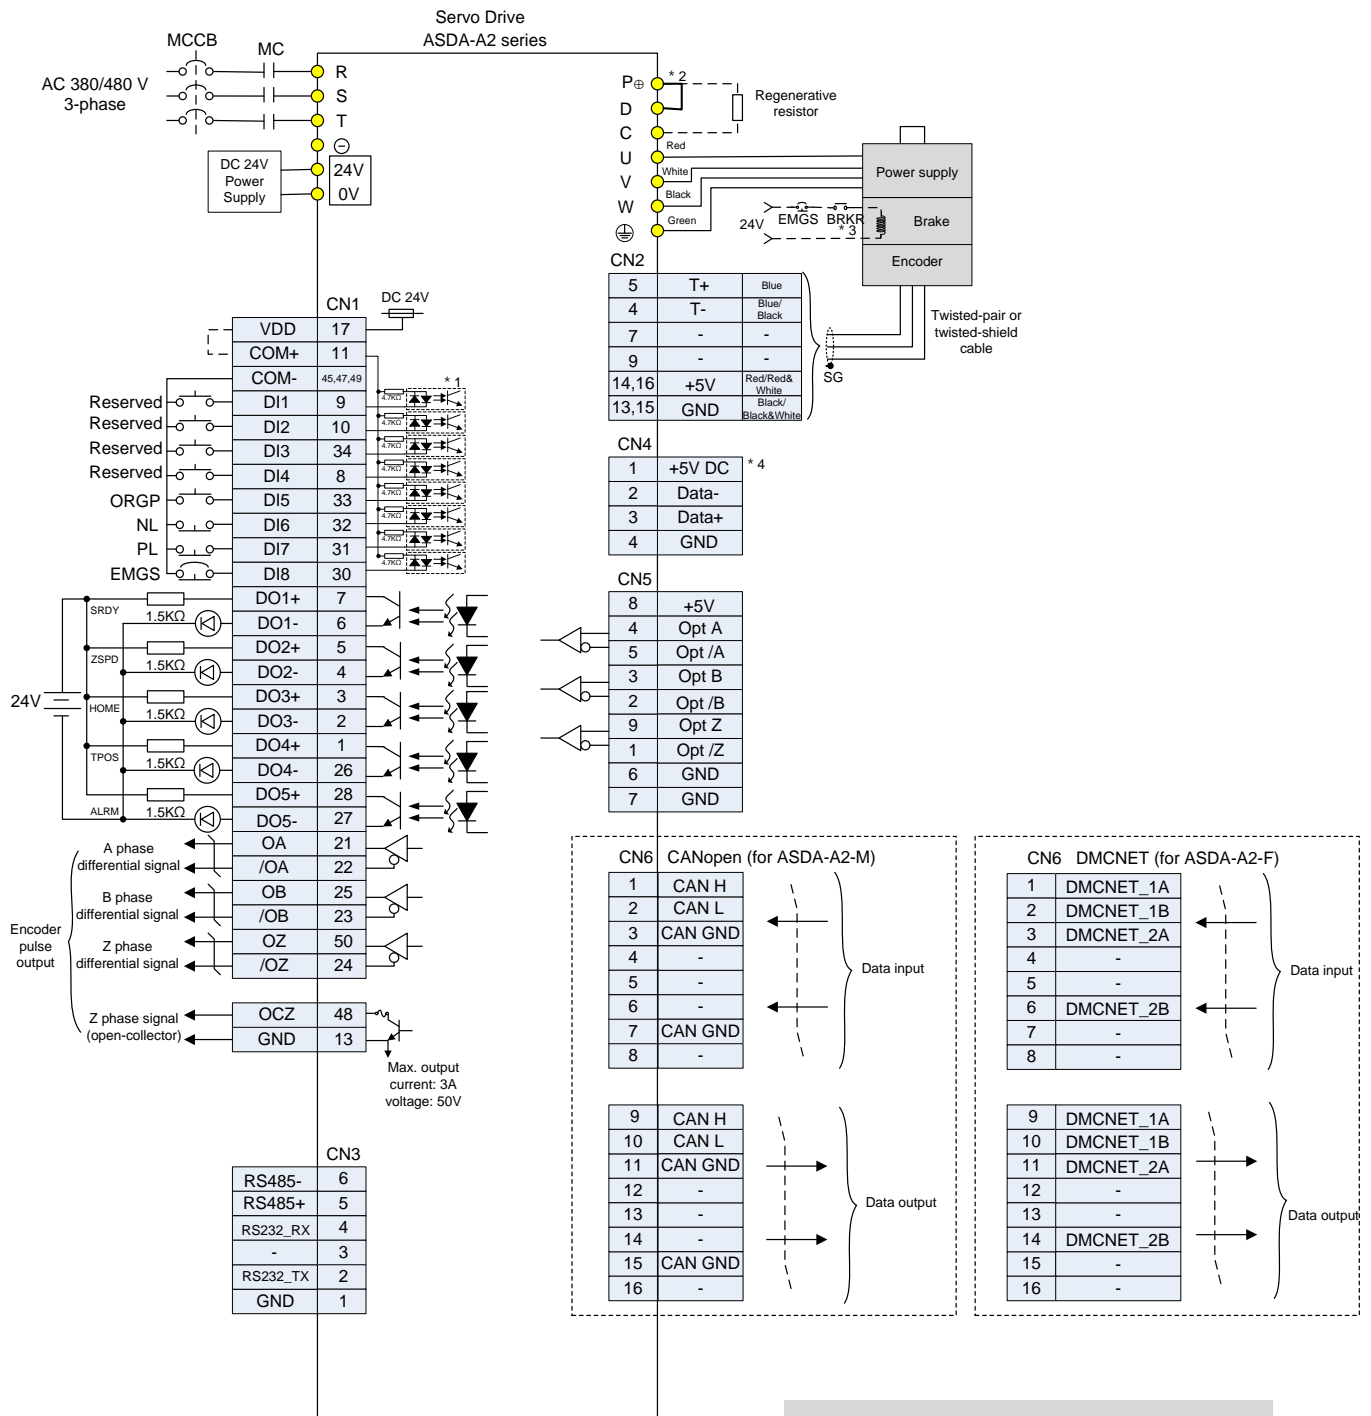 Servo Drive
ASDA-A2 series
MCCB
MC
AC 380/480 V
3-phase
R
S
T
DC 24V
Power
Supply
24V
0V
P⊕
* 2
D
C
Regenerative
resistor
U
Red
V
White
W
Black
Green
Power supply
24V
EMGS
BRKR
* 3
Brake
Encoder
Twisted-pair or
twisted-shield
cable
SG
CN2
5 T+ Blue
4 T- Blue/
Black
7 - -
9 - -
14,16 +5V Red/Red&
White
13,15 GND Black/
Black&White
CN1
DC 24V
VDD 17
COM+ 11
COM- 45,47,49
* 1
Reserved DI1 9 4.7KΩ
Reserved DI2 10 4.7KΩ
Reserved DI3 34 4.7KΩ
Reserved DI4 8 4.7KΩ
ORGP DI5 33 4.7KΩ
NL DI6 32 4.7KΩ
PL DI7 31 4.7KΩ
EMGS DI8 30 4.7KΩ
24V
SRDY DO1+ 7
1.5KΩ DO1- 6
ZSPD DO2+ 5
1.5KΩ DO2- 4
HOME DO3+ 3
1.5KΩ DO3- 2
TPOS DO4+ 1
1.5KΩ DO4- 26
DO5+ 28
ALRM 1.5KΩ DO5- 27
Encoder
pulse
output
A phase
differential signal
OA 21
/OA 22
B phase
differential signal
OB 25
/OB 23
Z phase
differential signal
OZ 50
/OZ 24
Z phase signal
(open-collector)
OCZ 48
GND 13
Max. output
current: 3A
voltage: 50V
CN3
RS485- 6
RS485+ 5
RS232_RX 4
- 3
RS232_TX 2
GND 1
CN4
1 +5V DC * 4
2 Data-
3 Data+
4 GND
CN5
8 +5V
4 Opt A
5 Opt /A
3 Opt B
2 Opt /B
9 Opt Z
1 Opt /Z
6 GND
7 GND
CN6 CANopen (for ASDA-A2-M)
1 CAN H
2 CAN L
3 CAN GND
4 -
5 -
6 -
7 CAN GND
8 -
Data input
9 CAN H
10 CAN L
11 CAN GND
12 -
13 -
14 -
15 CAN GND
16 -
Data output
CN6 DMCNET (for ASDA-A2-F)
1 DMCNET_1A
2 DMCNET_1B
3 DMCNET_2A
4 -
5 -
6 DMCNET_2B
7 -
8 -
Data input
9 DMCNET_1A
10 DMCNET_1B
11 DMCNET_2A
12 -
13 -
14 DMCNET_2B
15 -
16 -
Data output